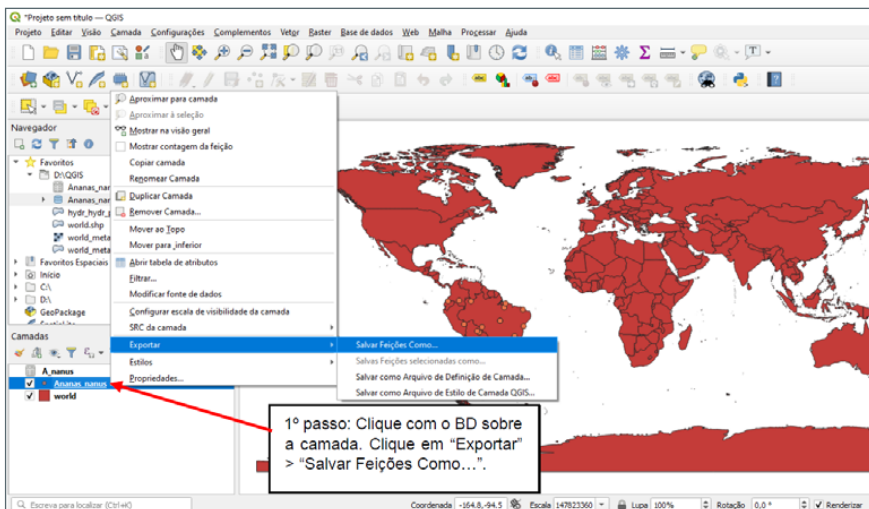 *Projeto sem titulo — QGIS
Projeto Editar Visão Camada Configurações Complementos Vetor Raster Base de dados Web Malha Processar Ajuda
Navegador
Favoritos
D:\QGIS
Ananas_nar
Ananas_nar
hydr_hydr_p
world.shp
world_meta
world_meta
Favoritos Espaciais
Início
C:\
D:\
GeoPackage
Aproximar para camada
Aproximar à seleção
Mostrar na visão geral
Mostrar contagem da feição
Copiar camada
Renomear Camada
Duplicar Camada
Remover Camada...
Mover ao Topo
Mover para inferior
Abrir tabela de atributos
Filtrar...
Modificar fonte de dados
Configurar escala de visibilidade da camada
SRC da camada
Exportar
Estilos
Propriedades...
Salvar Feições Como...
Salvas Feições selecionadas como...
Salvar como Arquivo de Definição de Camada...
Salvar como Arquivo de Estilo de Camada QGIS...
Camadas
A_nanus
Ananas_nanus
world
1º passo: Clique com o BD sobre
a camada. Clique em “Exportar”
> “Salvar Feições Como...”.
Escreva para localizar (Ctrl+K)
Coordenada -164.8,-94.5 Escala 147823360 Lupa 100% Rotação 0,0 ° Renderizar